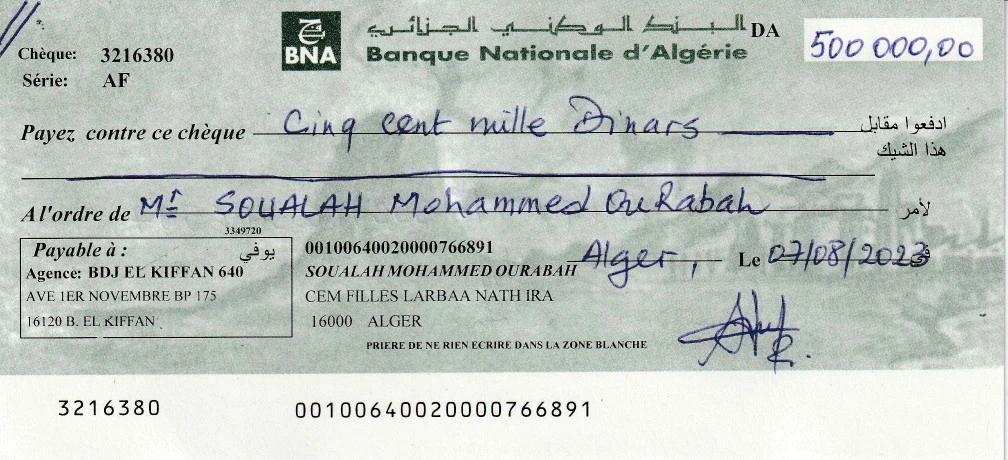 البنك الوطني الجزائري
BNA Banque Nationale d'Algérie
DA 500 000,00
Chèque: 3216380
Série: AF
Payez contre ce chèque Cinq cent mille Dinars ادفعوا مقابل
هذا الشيك
A l'ordre de Mr SOUALAH Mohammed OuRabah لأمر
3349720
Payable à : يوفي
Agence: BDJ EL KIFFAN 640
AVE 1ER NOVEMBRE BP 175
16120 B. EL KIFFAN
00100640020000766891
SOUALAH MOHAMMED OURABAH
CEM FILLES LARBAA NATH IRA
16000 ALGER
Alger, Le 07/08/2023 في
PRIERE DE NE RIEN ECRIRE DANS LA ZONE BLANCHE
3216380 00100640020000766891